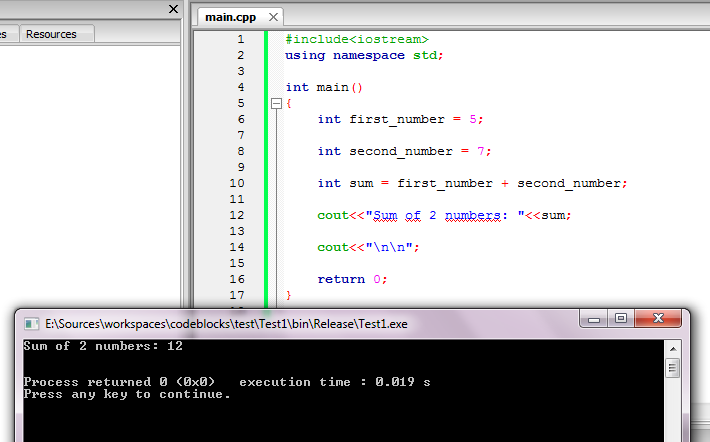 es Resources
main.cpp
1 #include<iostream>
2 using namespace std;
3
4 int main()
5 {
6 int first_number = 5;
7
8 int second_number = 7;
9
10 int sum = first_number + second_number;
11
12 cout<<"Sum of 2 numbers: "<<sum;
13
14 cout<<"\n\n";
15
16 return 0;
17 }
E:\Sources\workspaces\codeblocks\test\Test1\bin\Release\Test1.exe
Sum of 2 numbers: 12
Process returned 0 (0x0) execution time : 0.019 s
Press any key to continue.